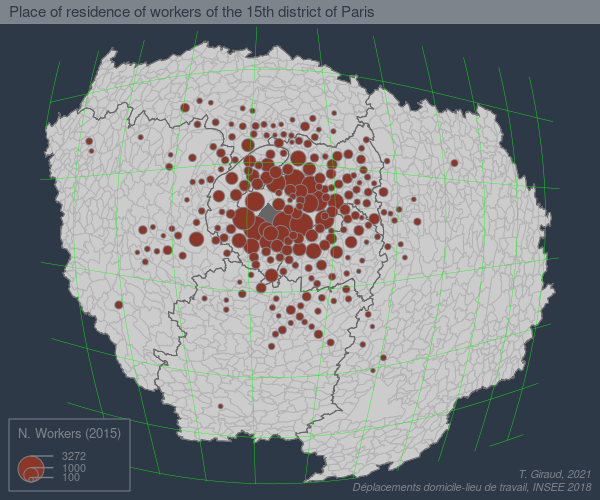 Place of residence of workers of the 15th district of Paris
N. Workers (2015)
3272
1000
100
T. Giraud, 2021
Déplacements domicile-lieu de travail, INSEE 2018